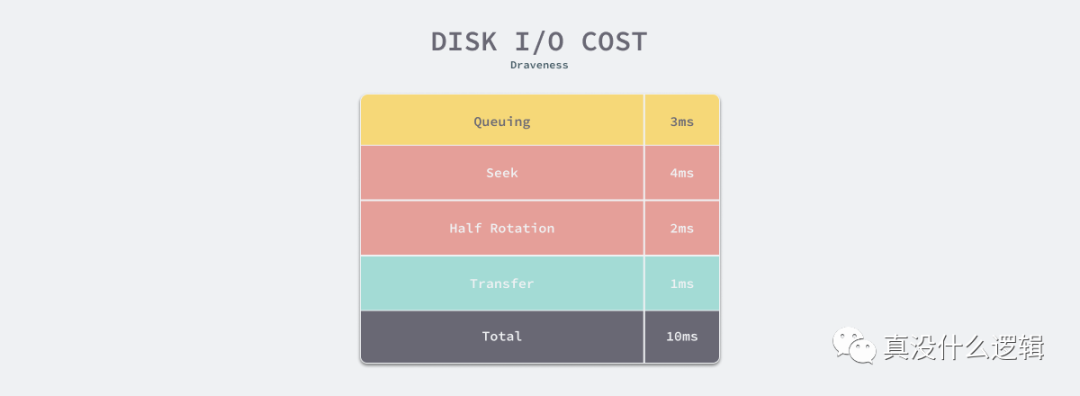 DISK I/O COST
Draveness
Queuing 3ms
Seek 4ms
Half Rotation 2ms
Transfer 1ms
Total 10ms
真没什么逻辑